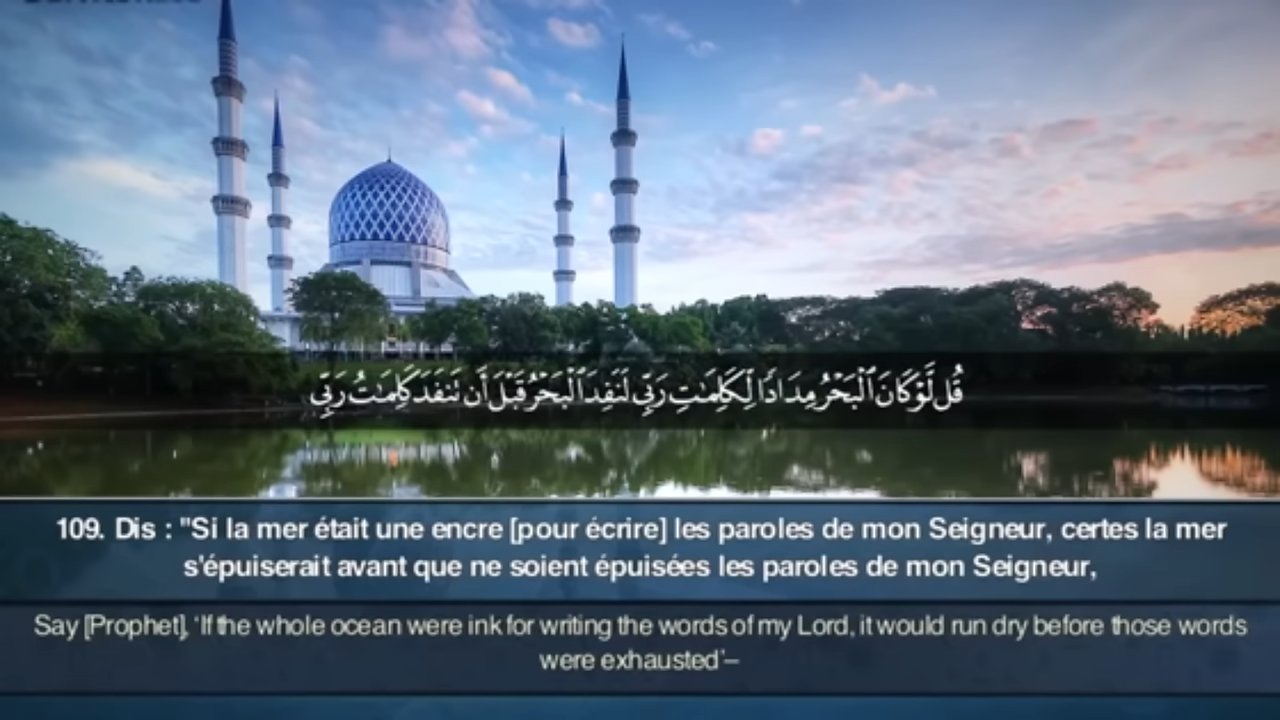 قُل لَّوْ كَانَ ٱلْبَحْرُ مِدَادًا لِّكَلِمَٰتِ رَبِّى لَنَفِدَ ٱلْبَحْرُ قَبْلَ أَن تَنفَدَ كَلِمَٰتُ رَبِّى
109. Dis : "Si la mer était une encre [pour écrire] les paroles de mon Seigneur, certes la mer
s'épuiserait avant que ne soient épuisées les paroles de mon Seigneur,
Say [Prophet], 'If the whole ocean were ink for writing the words of my Lord, it would run dry before those words
were exhausted'–